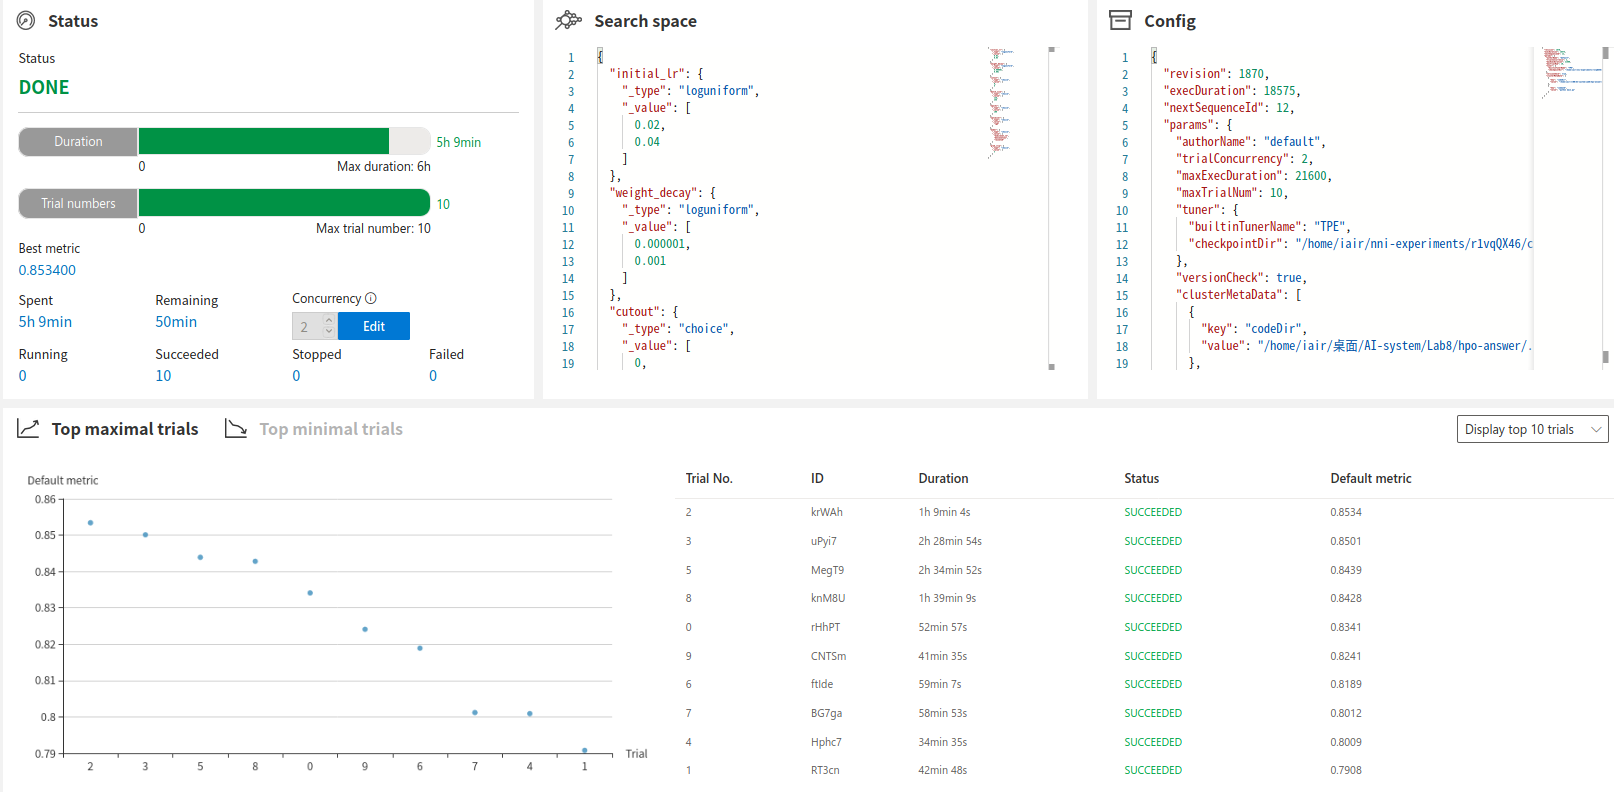 Status
Status
DONE
Duration
5h 9min
0
Max duration: 6h
Trial numbers
10
0
Max trial number: 10
Best metric
0.853400
Spent
Remaining
Concurrency
5h 9min
50min
2
Edit
Running
Succeeded
Stopped
Failed
0
10
0
0
Search space
1 {
2 "initial_lr": {
3 "_type": "loguniform",
4 "_value": [
5 0.02,
6 0.04
7 ]
8 },
9 "weight_decay": {
10 "_type": "loguniform",
11 "_value": [
12 0.000001,
13 0.001
14 ]
15 },
16 "cutout": {
17 "_type": "choice",
18 "_value": [
19 0,
Config
1 {
2 "revision": 1870,
3 "execDuration": 18575,
4 "nextSequenceId": 12,
5 "params": {
6 "authorName": "default",
7 "trialConcurrency": 2,
8 "maxExecDuration": 21600,
9 "maxTrialNum": 10,
10 "tuner": {
11 "builtinTunerName": "TPE",
12 "checkpointDir": "/home/iair/nni-experiments/r1vqQX46/c
13 },
14 "versionCheck": true,
15 "clusterMetaData": [
16 {
17 "key": "codeDir",
18 "value": "/home/iair/桌面/AI-system/Lab8/hpo-answer/.
19 },
Top maximal trials
Top minimal trials
Display top 10 trials
Default metric
0.86
0.85
0.84
0.83
0.82
0.81
0.8
0.79
2 3 5 8 0 9 6 7 4 1
Trial
Trial No. ID Duration Status Default metric
2 krWAh 1h 9min 4s SUCCEEDED 0.8534
3 uPyi7 2h 28min 54s SUCCEEDED 0.8501
5 MegT9 2h 34min 52s SUCCEEDED 0.8439
8 knM8U 1h 39min 9s SUCCEEDED 0.8428
0 rHhPT 52min 57s SUCCEEDED 0.8341
9 CNTSm 41min 35s SUCCEEDED 0.8241
6 ftIde 59min 7s SUCCEEDED 0.8189
7 BG7ga 58min 53s SUCCEEDED 0.8012
4 Hphc7 34min 35s SUCCEEDED 0.8009
1 RT3cn 42min 48s SUCCEEDED 0.7908